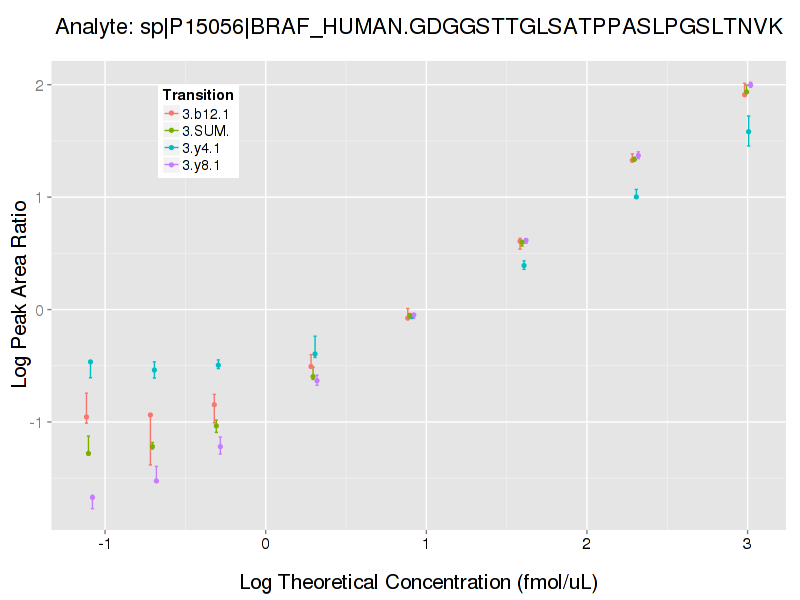 Analyte: sp|P15056|BRAF_HUMAN.GDGGSTTGLSATPPASLPGSLTNVK
Transition
3.b12.1
3.SUM.
3.y4.1
3.y8.1
Log Peak Area Ratio
2
1
0
-1
-1 0 1 2 3
Log Theoretical Concentration (fmol/uL)